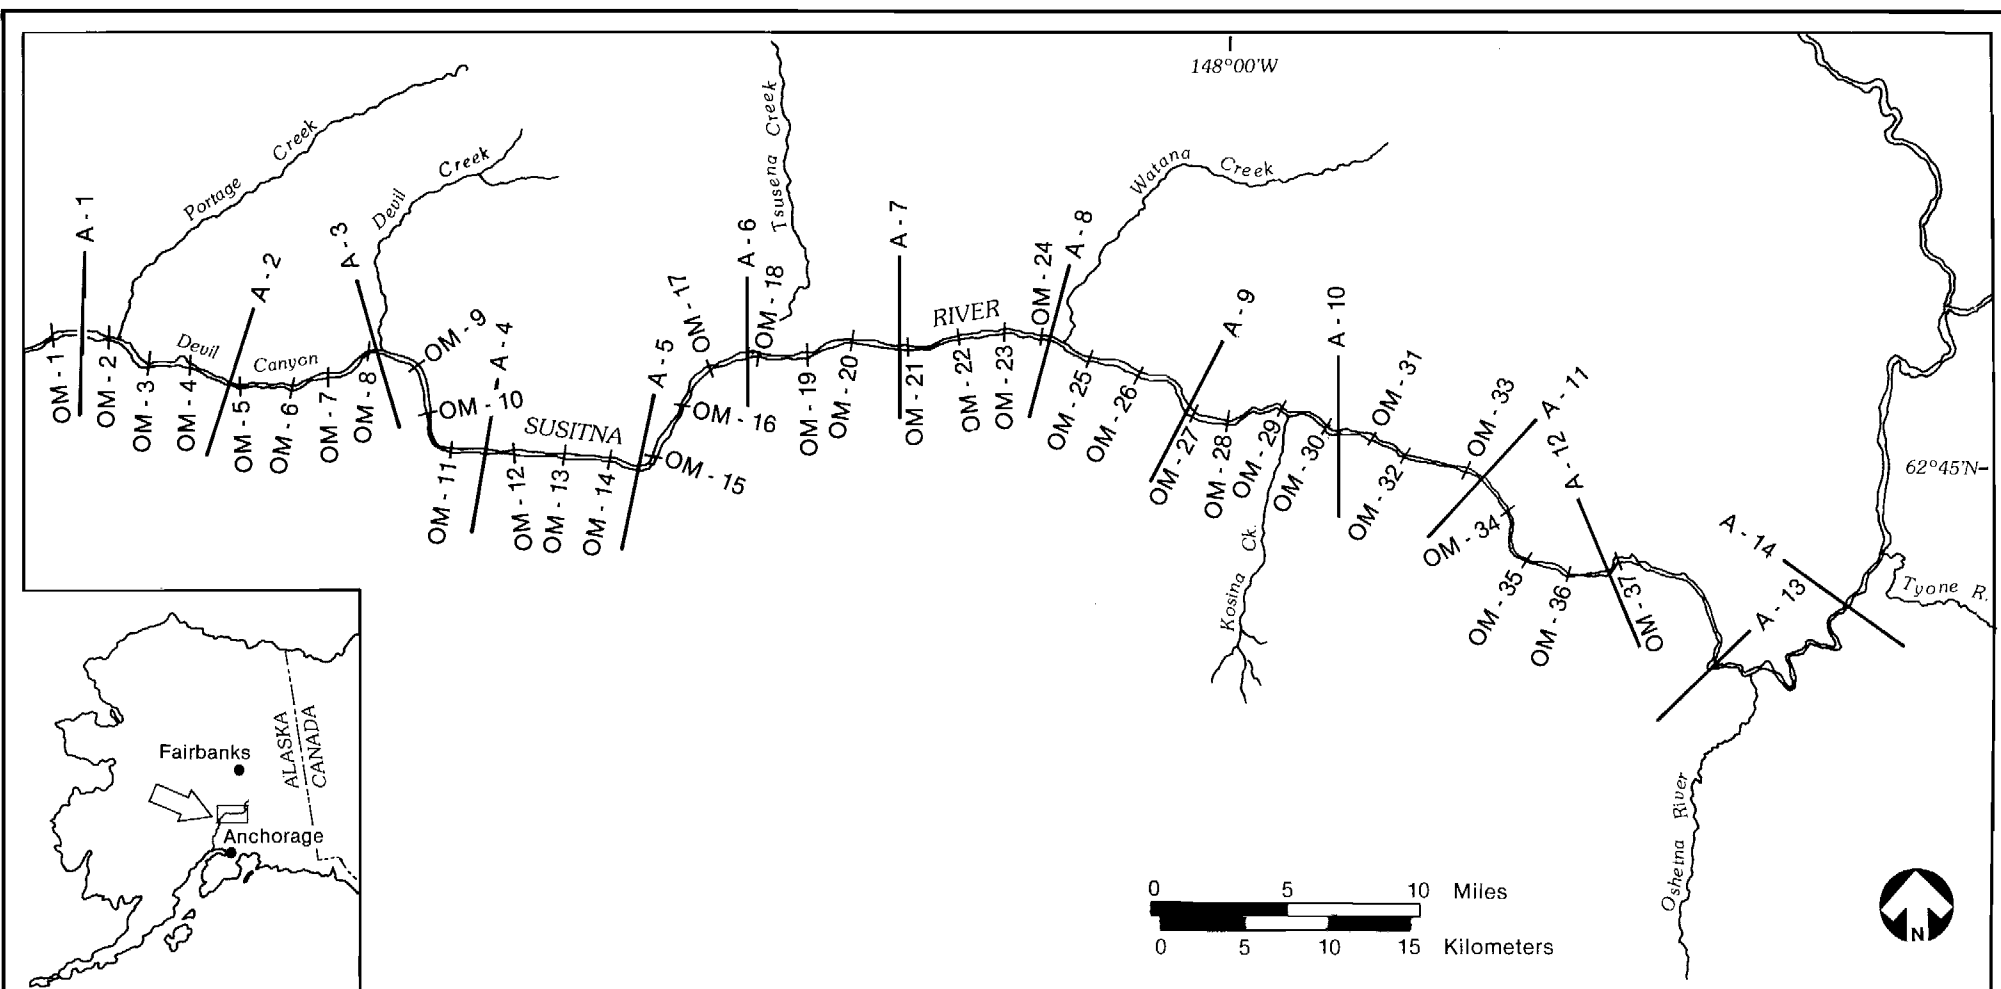 148°00'W
Portage Creek
Devil Creek
Tsusena Creek
Watana Creek
A - 1
A - 2
A - 3
A - 4
A - 5
A - 6
A - 7
A - 8
A - 9
A - 10
A - 11
A - 12
A - 13
A - 14
Devil Canyon
SUSITNA
RIVER
OM - 1
OM - 2
OM - 3
OM - 4
OM - 5
OM - 6
OM - 7
OM - 8
OM - 9
OM - 10
OM - 11
OM - 12
OM - 13
OM - 14
OM - 15
OM - 16
OM - 17
OM - 18
OM - 19
OM - 20
OM - 21
OM - 22
OM - 23
OM - 24
OM - 25
OM - 26
OM - 27
OM - 28
OM - 29
OM - 30
OM - 31
OM - 32
OM - 33
OM - 34
OM - 35
OM - 36
OM - 37
62°45'N
Kosina Ck.
Tyone R.
Oshetna River
ALASKA
CANADA
Fairbanks
Anchorage
0 5 10 Miles
0 5 10 15 Kilometers
N